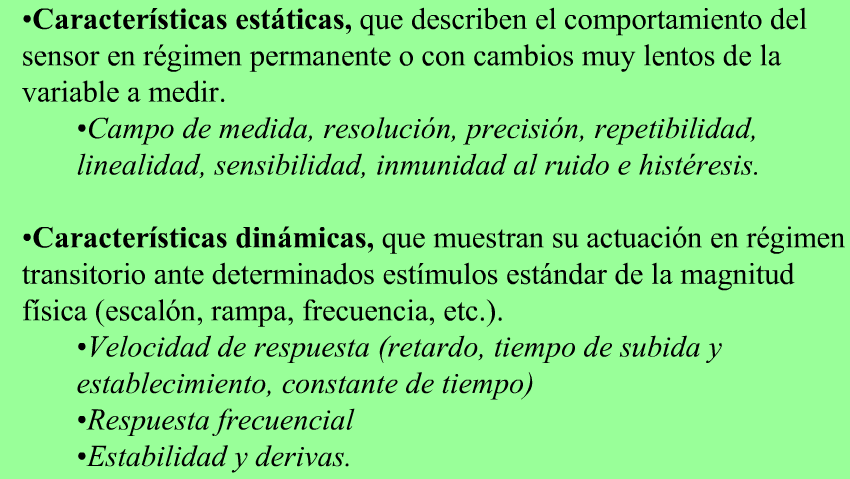 •Características estáticas, que describen el comportamiento del
sensor en régimen permanente o con cambios muy lentos de la
variable a medir.
•Campo de medida, resolución, precisión, repetibilidad,
linealidad, sensibilidad, inmunidad al ruido e histéresis.
•Características dinámicas, que muestran su actuación en régimen
transitorio ante determinados estímulos estándar de la magnitud
física (escalón, rampa, frecuencia, etc.).
•Velocidad de respuesta (retardo, tiempo de subida y
establecimiento, constante de tiempo)
•Respuesta frecuencial
•Estabilidad y derivas.